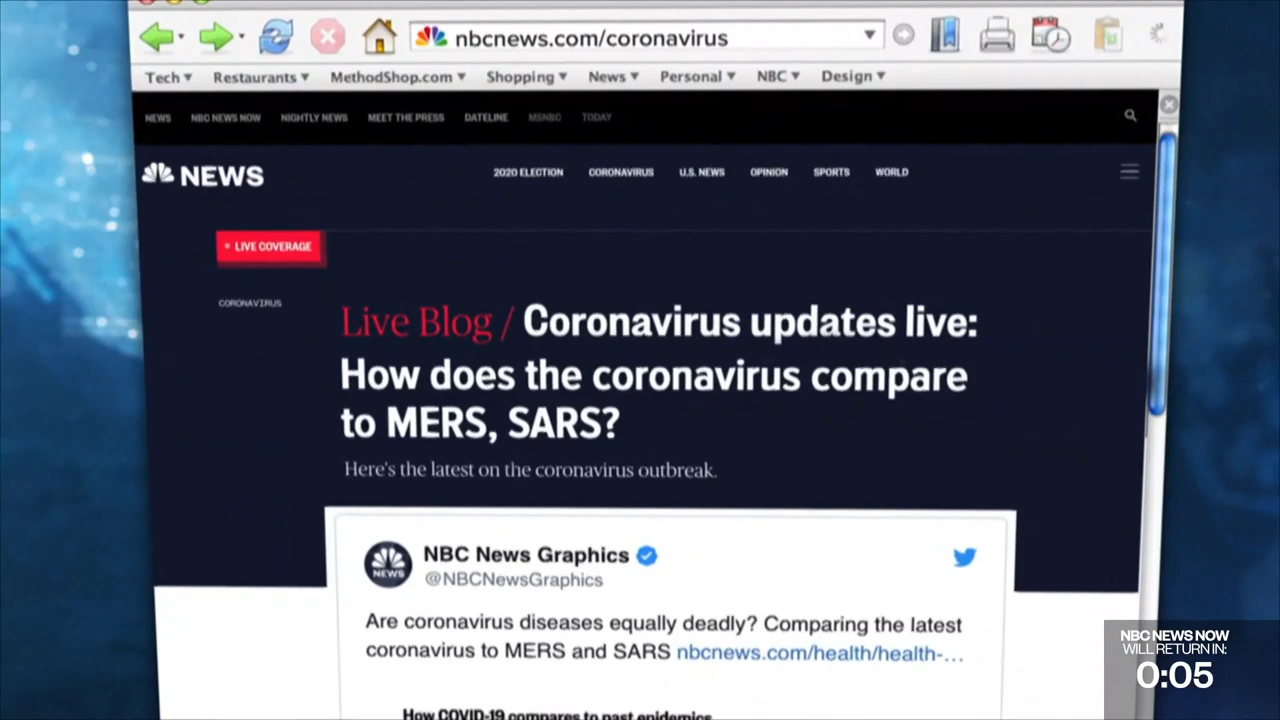 nbcnews.com/coronavirus
Tech Restaurants MethodShop.com Shopping News Personal NBC Design
NEWS NBC NEWS NOW NIGHTLY NEWS MEET THE PRESS DATELINE MSNBC TODAY
NEWS 2020 ELECTION CORONAVIRUS U.S. NEWS OPINION SPORTS WORLD
LIVE COVERAGE
CORONAVIRUS
Live Blog / Coronavirus updates live:
How does the coronavirus compare
to MERS, SARS?
Here's the latest on the coronavirus outbreak.
NBC News Graphics
@NBCNewsGraphics
NEWS
Are coronavirus diseases equally deadly? Comparing the latest
coronavirus to MERS and SARS nbcnews.com/health/health-…
How COVID-19 compares to past epidemics
NBC NEWS NOW
WILL RETURN IN:
0:05